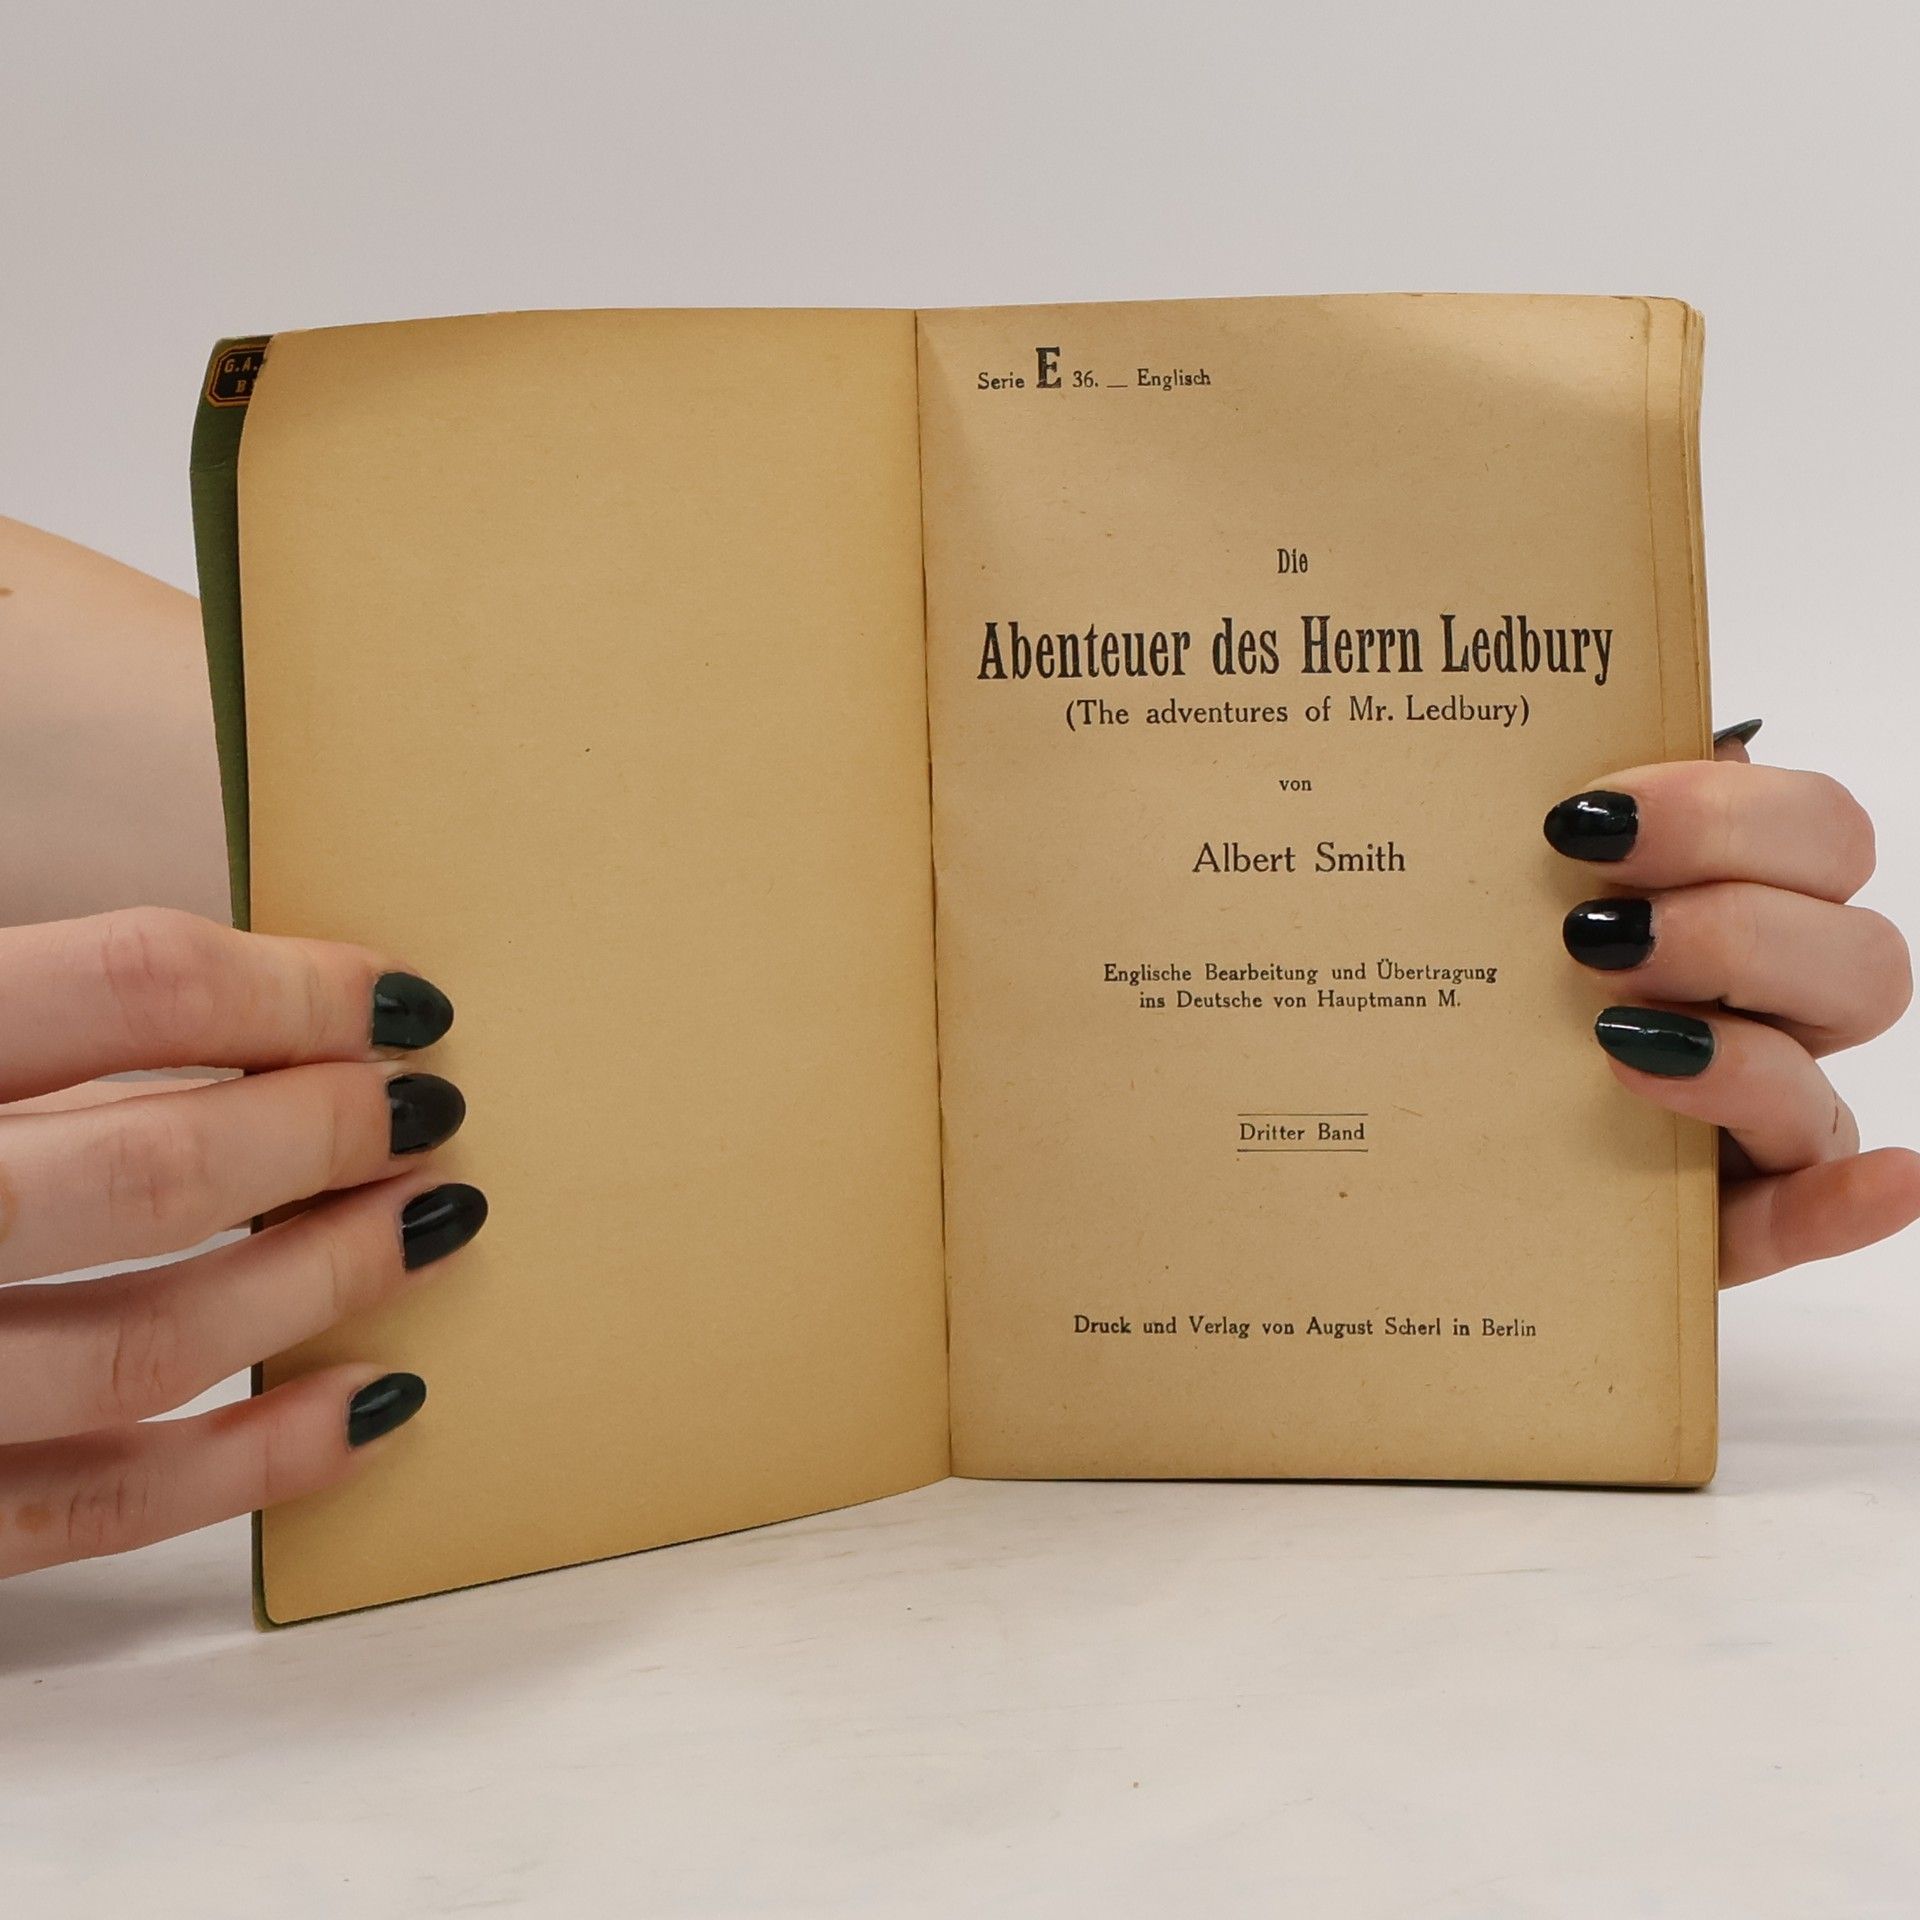 G.A.
B
Serie E 36. — Englisch
Die
Abenteuer des Herrn Ledbury
(The adventures of Mr. Ledbury)
von
Albert Smith
Englische Bearbeitung und Übertragung
ins Deutsche von Hauptmann M.
Dritter Band
Druck und Verlag von August Scherl in Berlin